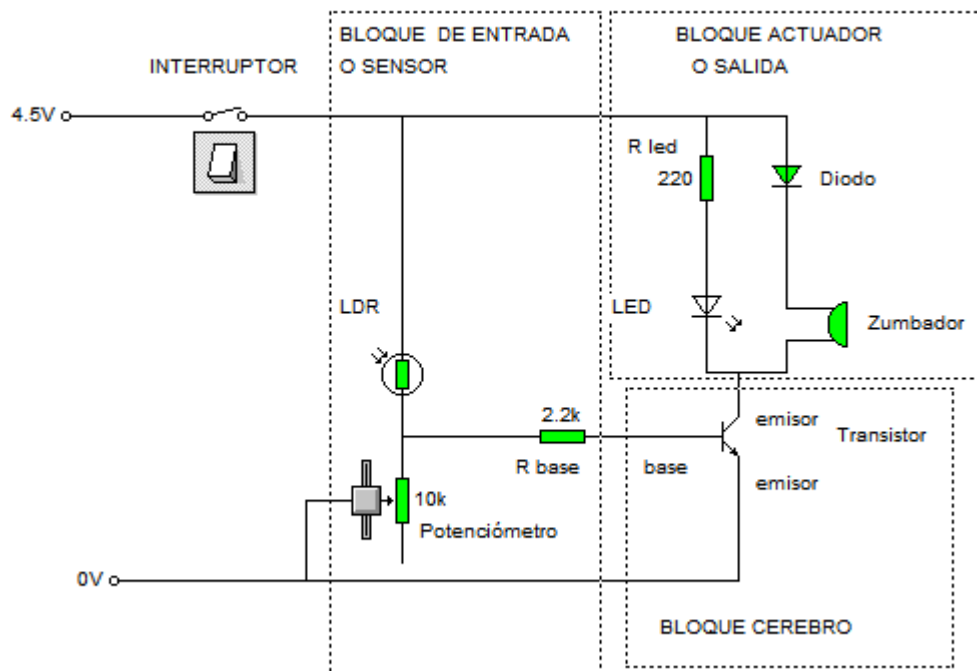 BLOQUE DE ENTRADA
O SENSOR
BLOQUE ACTUADOR
O SALIDA
INTERRUPTOR
4.5V
R led
220
Diodo
LDR
LED
Zumbador
2.2k
R base
base
emisor
Transistor
emisor
10k
Potenciómetro
0V
BLOQUE CEREBRO